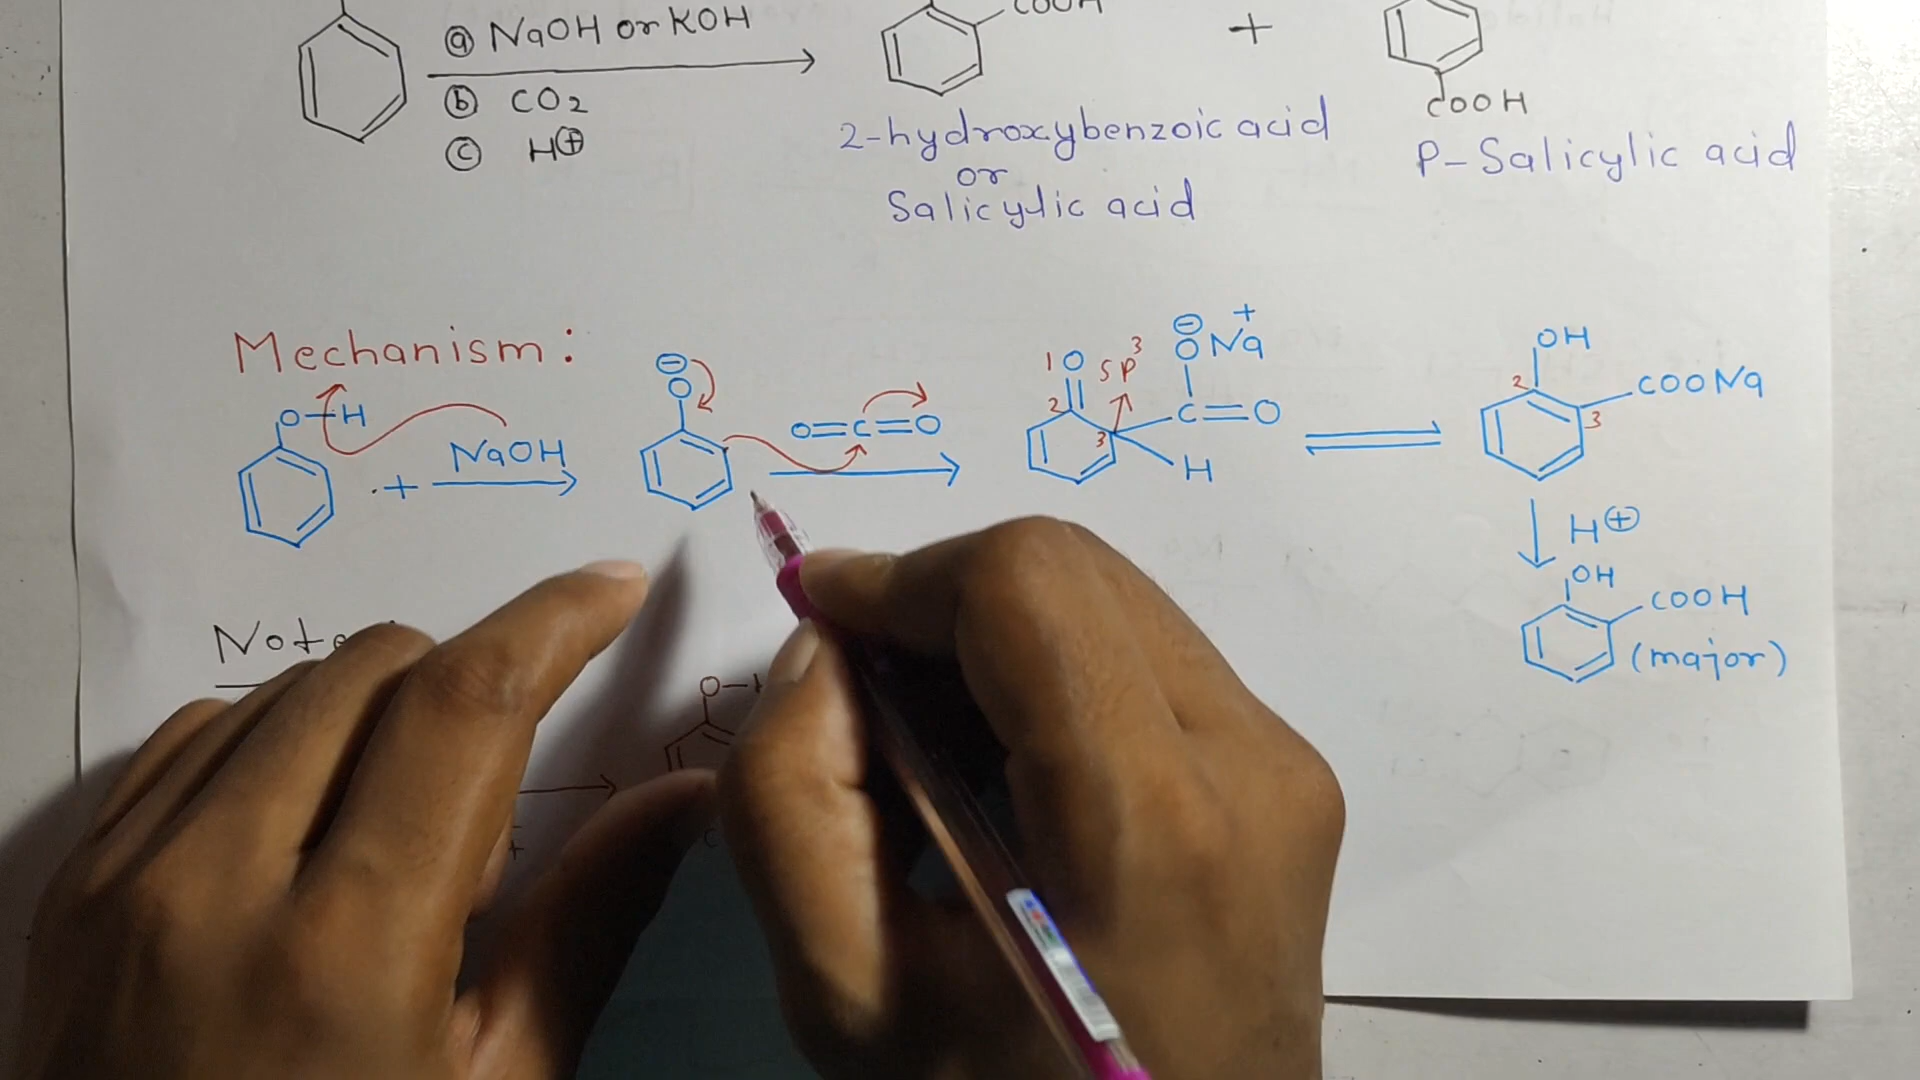 COOH
ⓐ NaOH or KOH
+
ⓑ CO2
COOH
ⓒ H⊕
2-hydroxybenzoic acid
P-Salicylic acid
or
Salicylic acid
Mechanism:
⊖ +
1 O SP3 O Na
OH
⊖
O
2
2 COONa
O-H
O=C=O
C=O
3
3
NaOH
+
H
H⊕
OH
COOH
Note
(major)
O-